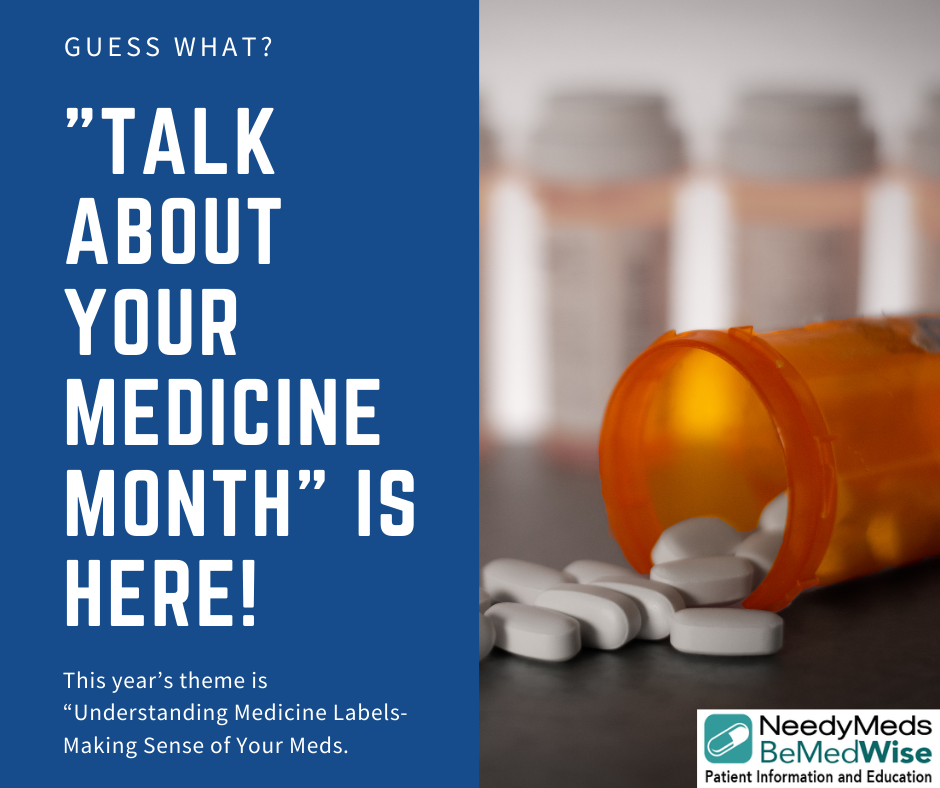 GUESS WHAT?
”TALK
ABOUT
YOUR
MEDICINE
MONTH” IS
HERE!
This year’s theme is
“Understanding Medicine Labels-
Making Sense of Your Meds.
NeedyMeds
BeMedWise
Patient Information and Education